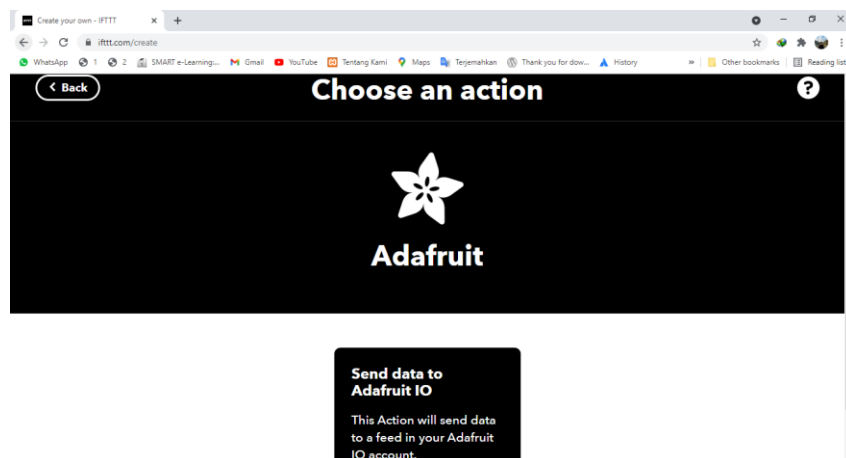 Create your own - IFTTT
ifttt.com/create
WhatsApp 1 2 SMART e-Learning:... Gmail YouTube Tentang Kami Maps Terjemahkan Thank you for dow... History » Other bookmarks Reading list
< Back Choose an action ?
Adafruit
Send data to
Adafruit IO
This Action will send data
to a feed in your Adafruit
IO account.